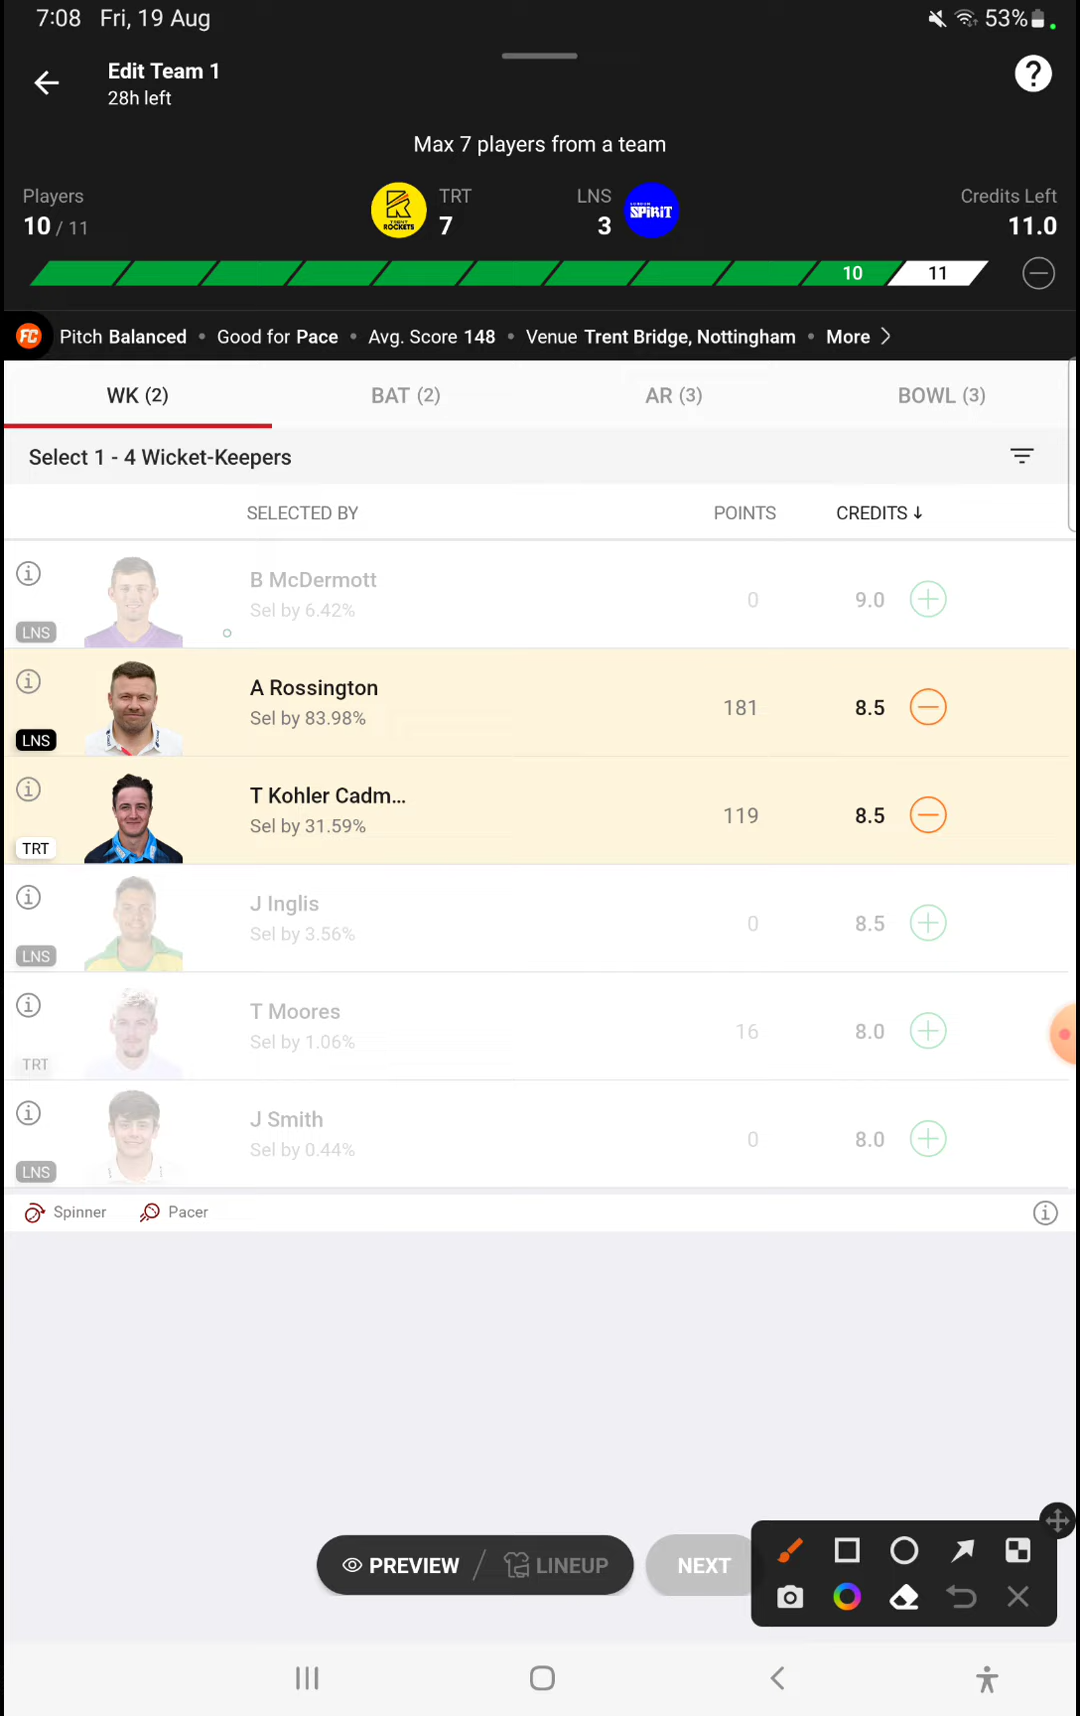 7:08 Fri, 19 Aug 53%
Edit Team 1
28h left
?
Max 7 players from a team
Players
10 / 11
TRENT ROCKETS
TRT
7
LNS
3
SPIRIT
Credits Left
11.0
10 11
FC Pitch Balanced • Good for Pace • Avg. Score 148 • Venue Trent Bridge, Nottingham • More >
WK (2) BAT (2) AR (3) BOWL (3)
Select 1 - 4 Wicket-Keepers
SELECTED BY POINTS CREDITS ↓
B McDermott
Sel by 6.42%
LNS
0 9.0
A Rossington
Sel by 83.98%
LNS
181 8.5
T Kohler Cadm...
Sel by 31.59%
TRT
119 8.5
J Inglis
Sel by 3.56%
LNS
0 8.5
T Moores
Sel by 1.06%
TRT
16 8.0
J Smith
Sel by 0.44%
LNS
0 8.0
Spinner Pacer
PREVIEW / LINEUP NEXT